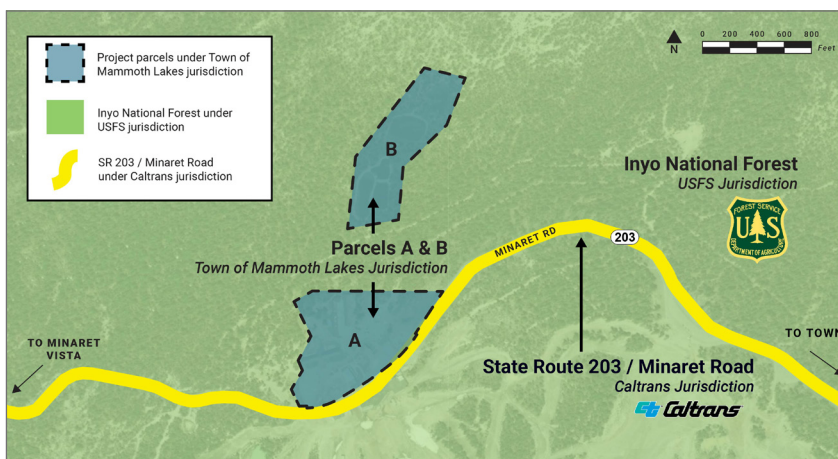 Project parcels under Town of
Mammoth Lakes jurisdiction
Inyo National Forest under
USFS jurisdiction
SR 203 / Minaret Road
under Caltrans jurisdiction
N
0 200 400 600 800
Feet
B
Inyo National Forest
USFS Jurisdiction
FOREST SERVICE
U S
DEPARTMENT OF AGRICULTURE
Parcels A & B
Town of Mammoth Lakes Jurisdiction
MINARET RD
203
A
TO MINARET
VISTA
TO TOWN
State Route 203 / Minaret Road
Caltrans Jurisdiction
ct Caltrans